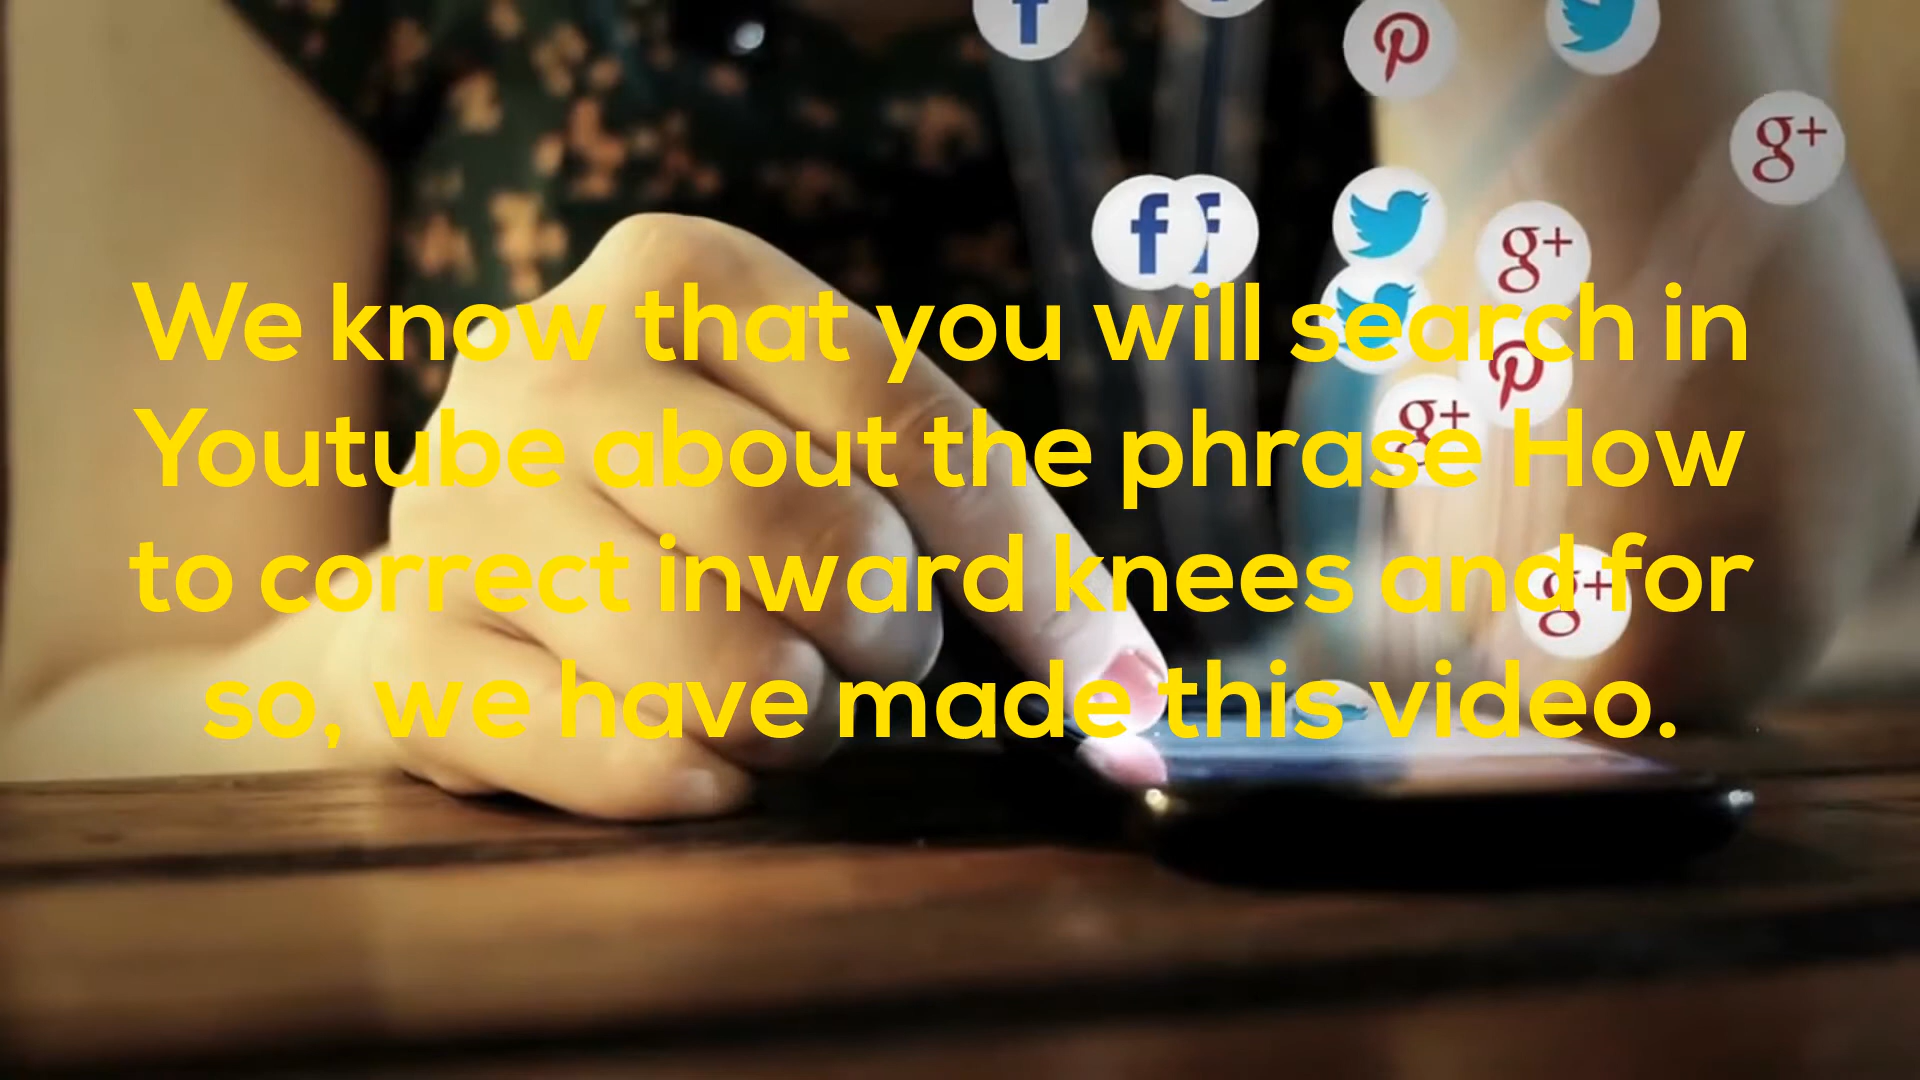 We know that you will search in
Youtube about the phrase How
to correct inward knees and for
so, we have made this video.